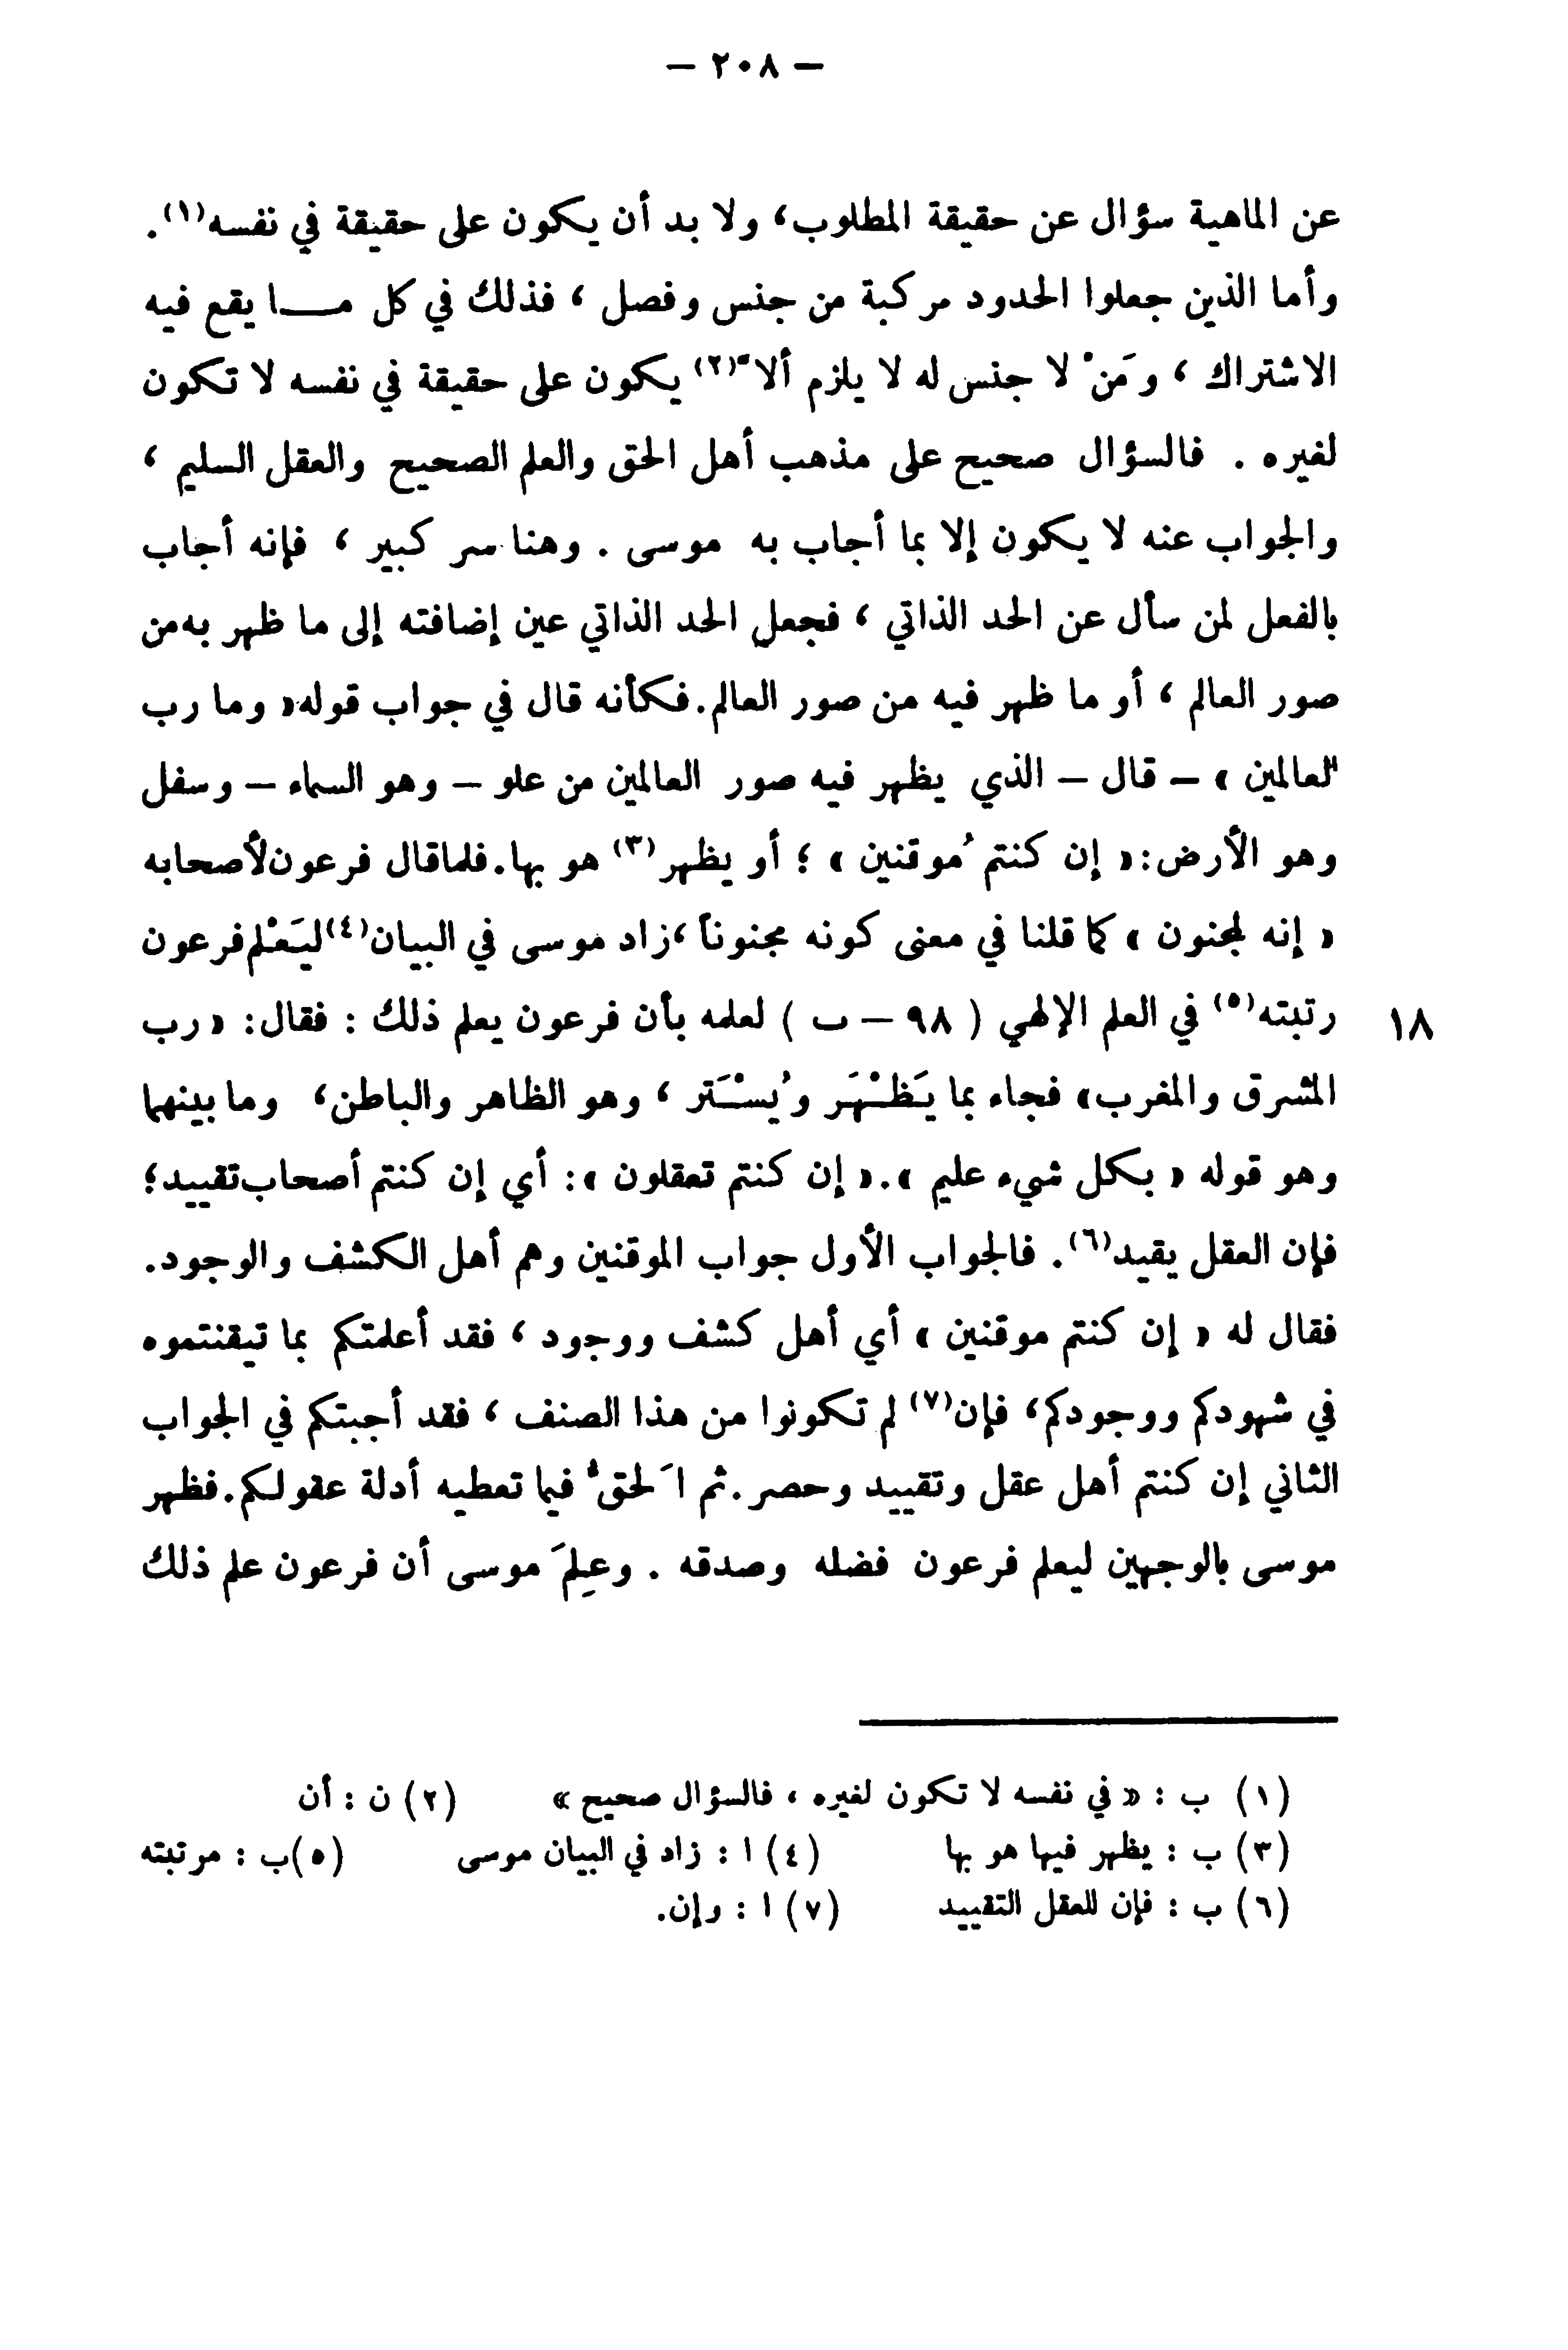 — ٢٠٨ —
عن الماهية سؤال عن حقيقة المطلوب، ولا بد أن يكون على حقيقة في نفسه(١).
وأما الذين جعلوا الحدود مركبة من جنس وفصل ، فذلك في كل مـــا يقع فيه
الاشتراك ، ومَنْ لا جنس له لا يلزم ألا(٢) يكون على حقيقة في نفسه لا تكون
لغيره . فالسؤال صحيح على مذهب أهل الحق والعلم الصحيح والعقل السليم ،
والجواب عنه لا يكون إلا بما أجاب به موسى . وهنا سر كبير ، فإنه أجاب
بالفعل لمن سأل عن الحد الذاتي ، فجعل الحد الذاتي عين إضافته إلى ما ظهر به من
صور العالم ، أو ما ظهر فيه من صور العالم. فكأنه قال في جواب قوله « وما رب
العالمين » – قال – الذي يظهر فيه صور العالمين من علو – وهو السماء – وسفل
وهو الأرض: « إن كنتم مُوقنين » ؛ أو يظهر(٣) هو بها. فلما قال فرعون لأصحابه
« إنه لمجنون » كما قلنا في معنى كونه مجنوناً ، زاد موسى في البيان(٤) ليَعْلم فرعون
١٨ رتبته(٥) في العلم الإلهي ( ٩٨ – ب ) لعلمه بأن فرعون يعلم ذلك : فقال: « رب
المشرق والمغرب» فجاء بما يَظْهَر ويُسْتَر ، وهو الظاهر والباطن، وما بينهما
وهو قوله « بكل شيء عليم ». « إن كنتم تعقلون »: أي إن كنتم أصحاب تقييد؛
فإن العقل يقيد(٦). فالجواب الأول جواب الموقنين وهم أهل الكشف والوجود.
فقال له « إن كنتم موقنين » أي أهل كشف ووجود ، فقد أعلمتكم بما تيقنتموه
في شهودكم ووجودكم، فإن(٧) لم تكونوا من هذا الصنف ، فقد أجبتكم في الجواب
الثاني إن كنتم أهل عقل وتقييد وحصر. ثم الَحق فيما تعطيه أدلة عقولكم. فظهر
موسى بالوجهين ليعلم فرعون فضله وصدقه . وعلِمَ موسى أن فرعون علم ذلك
(١) ب : « في نفسه لا تكون لغيره ، فالسؤال صحيح » (٢) ن : أن
(٣) ب : يظهر فيها هو بها (٤) ا : زاد في البيان موسى (٥) ب : مرتبته
(٦) ب : فإن للعقل التقييد (٧) ا : وإن.